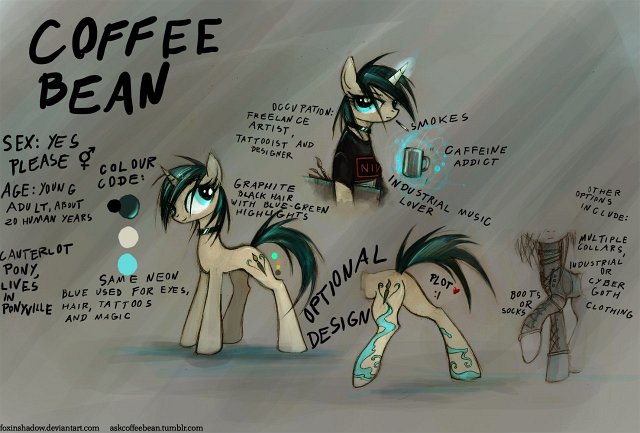 COFFEE
BEAN
SEX: YES
PLEASE ⚥
AGE: YOUNG
ADULT, ABOUT
20 HUMAN YEARS
CANTERLOT
PONY,
LIVES
IN
PONYVILLE
COLOUR
CODE:
SAME NEON
BLUE USED FOR EYES,
HAIR, TATTOOS
AND MAGIC
GRAPHITE
BLACK HAIR
WITH BLUE-GREEN
HIGHLIGHTS
OCCUPATION:
FREELANCE
ARTIST,
TATTOOIST AND
DESIGNER
SMOKES
CAFFEINE
ADDICT
NI
INDUSTRIAL MUSIC
LOVER
OPTIONAL
DESIGN
PLOT
:1
OTHER
OPTIONS
INCLUDE:
MULTIPLE
COLLARS,
INDUSTRIAL
OR
CYBER
GOTH
CLOTHING
BOOTS
OR
SOCKS
foxinshadow.deviantart.com askcoffeebean.tumblr.com